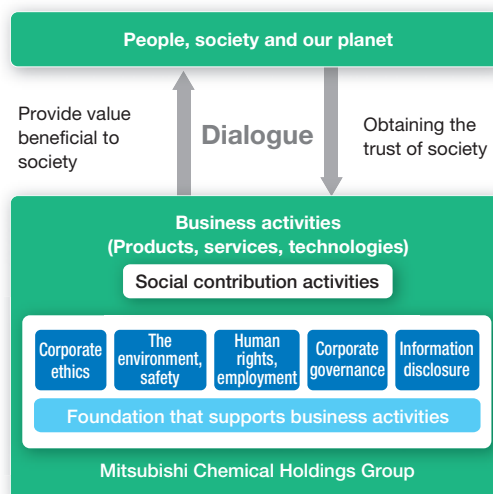 People, society and our planet
Provide value
beneficial to
society
Dialogue
Obtaining the
trust of society
Business activities
(Products, services, technologies)
Social contribution activities
Corporate
ethics
The
environment,
safety
Human
rights,
employment
Corporate
governance
Information
disclosure
Foundation that supports business activities
Mitsubishi Chemical Holdings Group